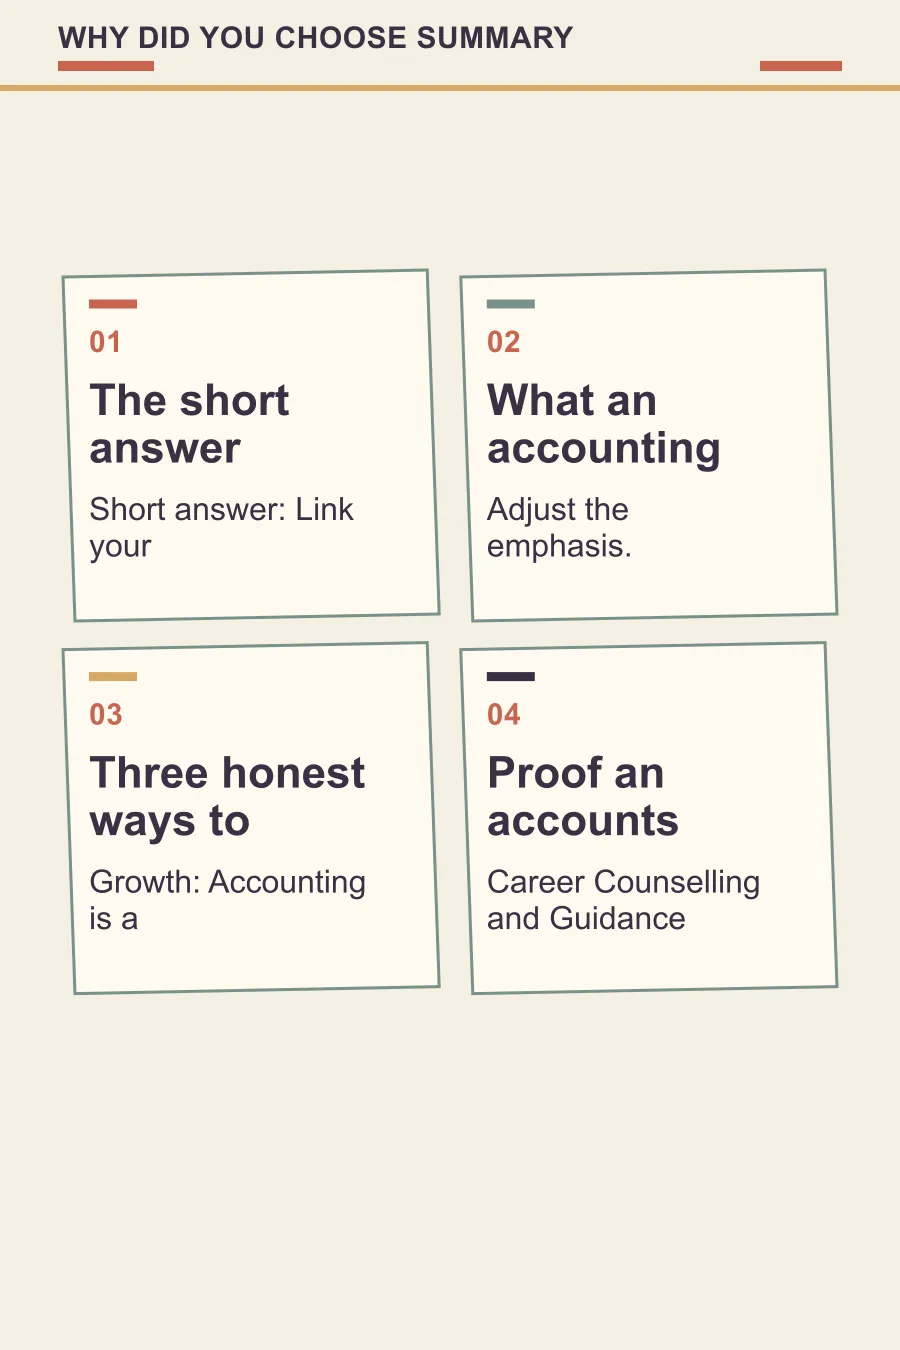 WHY DID YOU CHOOSE SUMMARY
01
The short
answer
Short answer: Link
your
02
What an
accounting
Adjust the
emphasis.
03
Three honest
ways to
Growth: Accounting
is a
04
Proof an
accounts
Career Counselling
and Guidance